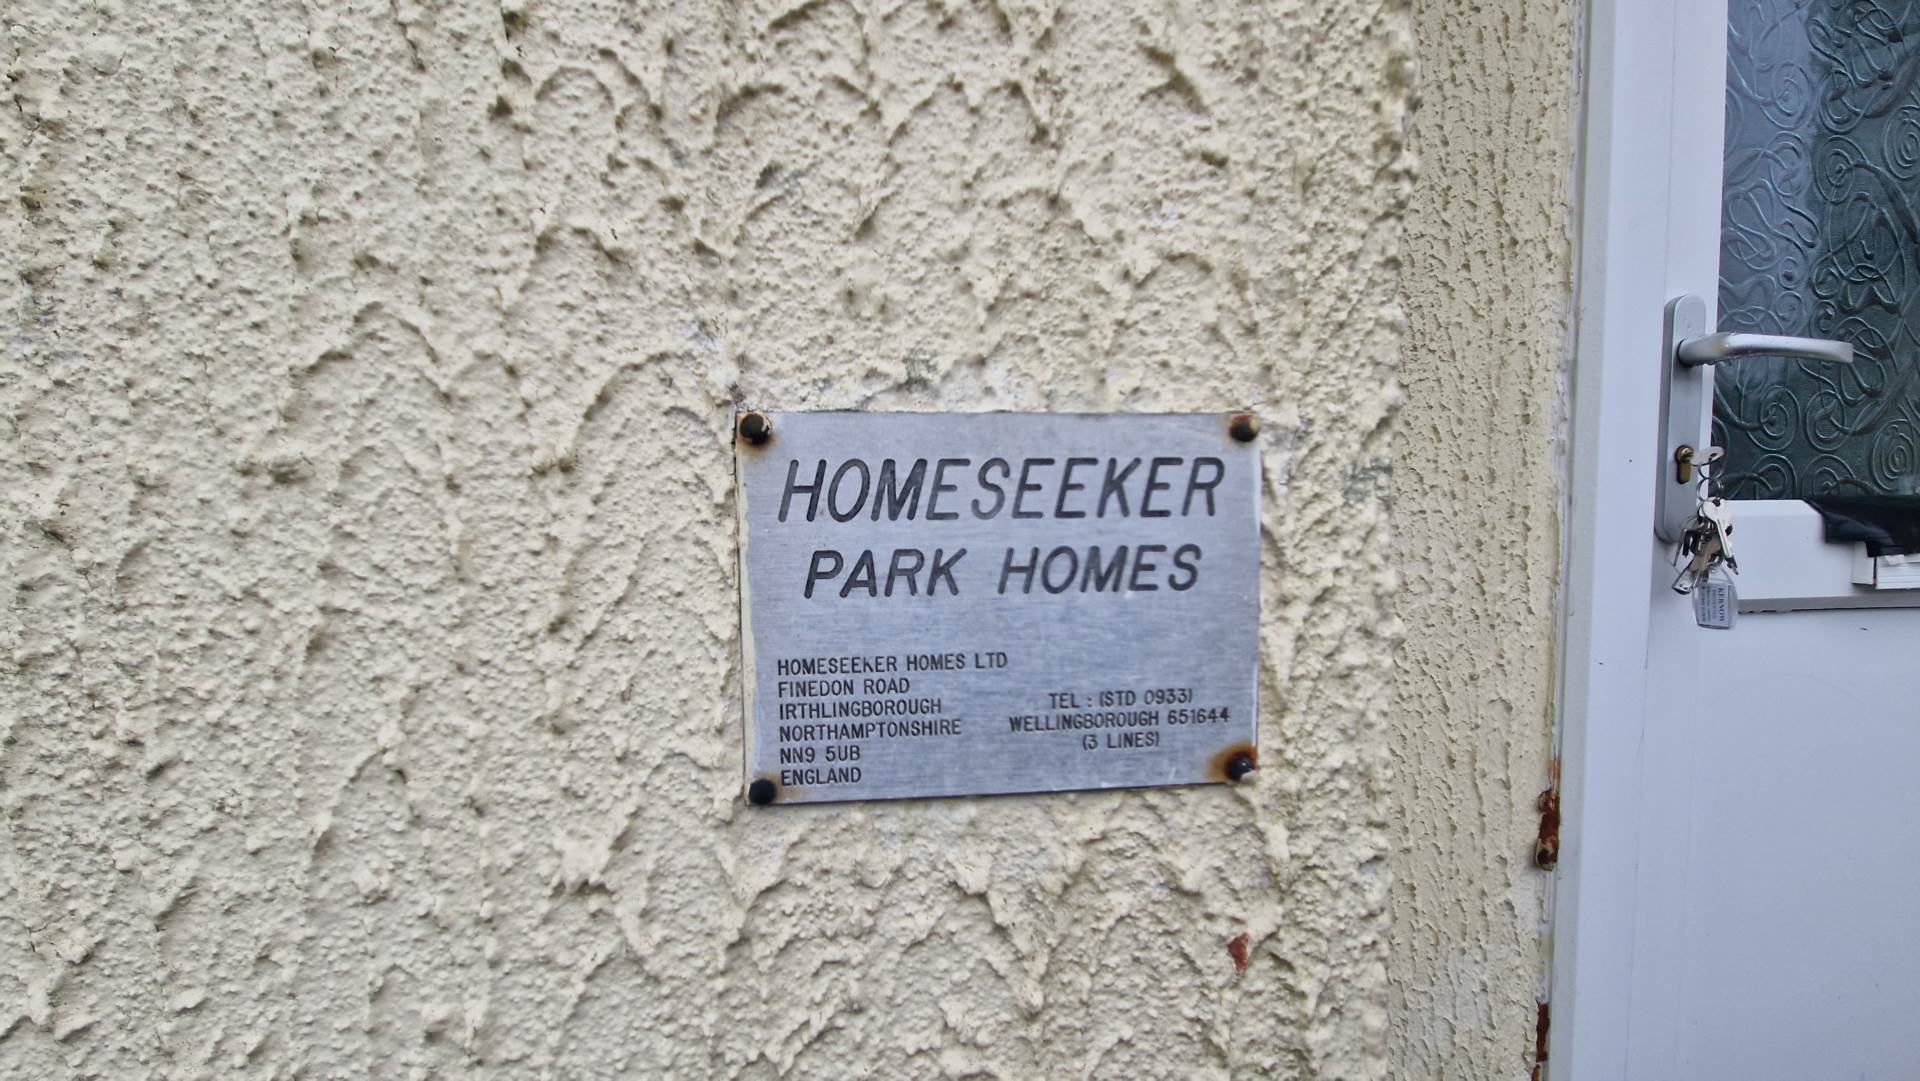 HOMESEEKER
PARK HOMES
HOMESEEKER HOMES LTD
FINEDON ROAD
IRTHLINGBOROUGH
NORTHAMPTONSHIRE
NN9 5UB
ENGLAND
TEL : (STD 0933)
WELLINGBOROUGH 651644
(3 LINES)
KERNOW